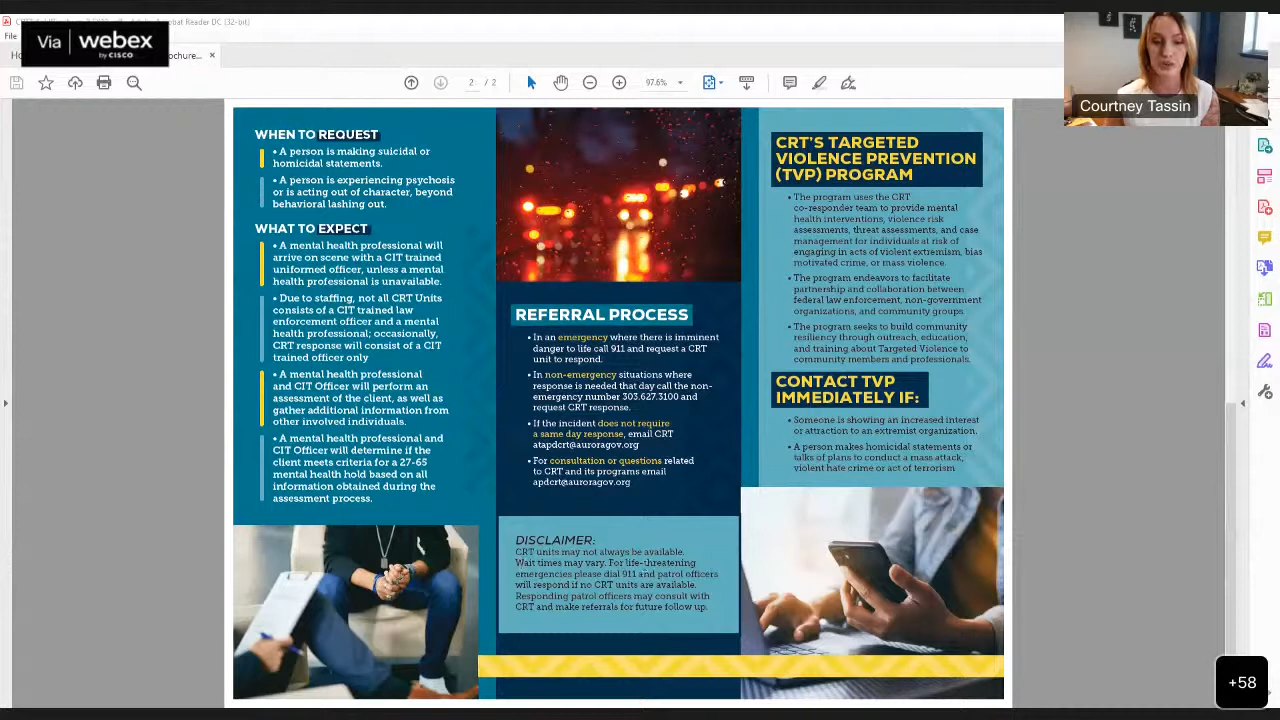 Acrobat Reader DC (32-bit)
File
Via webex
by CISCO
ochure...
2 / 2
97.6%
Courtney Tassin
WHEN TO REQUEST
• A person is making suicidal or
homicidal statements.
• A person is experiencing psychosis
or is acting out of character, beyond
behavioral lashing out.
WHAT TO EXPECT
• A mental health professional will
arrive on scene with a CIT trained
uniformed officer, unless a mental
health professional is unavailable.
• Due to staffing, not all CRT Units
consists of a CIT trained law
enforcement officer and a mental
health professional; occasionally,
CRT response will consist of a CIT
trained officer only
• A mental health professional
and CIT Officer will perform an
assessment of the client, as well as
gather additional information from
other involved individuals.
• A mental health professional and
CIT Officer will determine if the
client meets criteria for a 27-65
mental health hold based on all
information obtained during the
assessment process.
REFERRAL PROCESS
• In an emergency where there is imminent
danger to life call 911 and request a CRT
unit to respond.
• In non-emergency situations where
response is needed that day call the non-
emergency number 303.627.3100 and
request CRT response.
• If the incident does not require
a same day response, email CRT
atapdcrt@auroragov.org
• For consultation or questions related
to CRT and its programs email
apdcrt@auroragov.org
DISCLAIMER:
CRT units may not always be available.
Wait times may vary. For life-threatening
emergencies please dial 911 and patrol officers
will respond if no CRT units are available.
Responding patrol officers may consult with
CRT and make referrals for future follow up.
CRT'S TARGETED
VIOLENCE PREVENTION
(TVP) PROGRAM
• The program uses the CRT
co-responder team to provide mental
health interventions, violence risk
assessments, threat assessments, and case
management for individuals at risk of
engaging in acts of violent extremism, bias
motivated crime, or mass violence.
• The program endeavors to facilitate
partnership and collaboration between
federal law enforcement, non-government
organizations, and community groups.
• The program seeks to build community
resiliency through outreach, education,
and training about Targeted Violence to
community members and professionals.
CONTACT TVP
IMMEDIATELY IF:
• Someone is showing an increased interest
or attraction to an extremist organization.
• A person makes homicidal statements or
talks of plans to conduct a mass attack,
violent hate crime or act of terrorism
+58